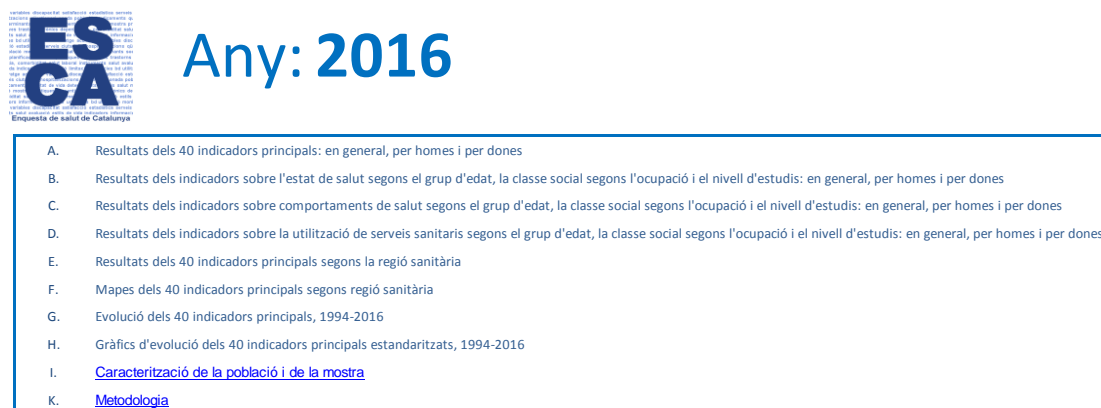 ESCA
Enquesta de salut de Catalunya
Any: 2016
A. Resultats dels 40 indicadors principals: en general, per homes i per dones
B. Resultats dels indicadors sobre l'estat de salut segons el grup d'edat, la classe social segons l'ocupació i el nivell d'estudis: en general, per homes i per dones
C. Resultats dels indicadors sobre comportaments de salut segons el grup d'edat, la classe social segons l'ocupació i el nivell d'estudis: en general, per homes i per dones
D. Resultats dels indicadors sobre la utilització de serveis sanitaris segons el grup d'edat, la classe social segons l'ocupació i el nivell d'estudis: en general, per homes i per dones
E. Resultats dels 40 indicadors principals segons la regió sanitària
F. Mapes dels 40 indicadors principals segons regió sanitària
G. Evolució dels 40 indicadors principals, 1994-2016
H. Gràfics d'evolució dels 40 indicadors principals estandaritzats, 1994-2016
I. Caracterització de la població i de la mostra
K. Metodologia